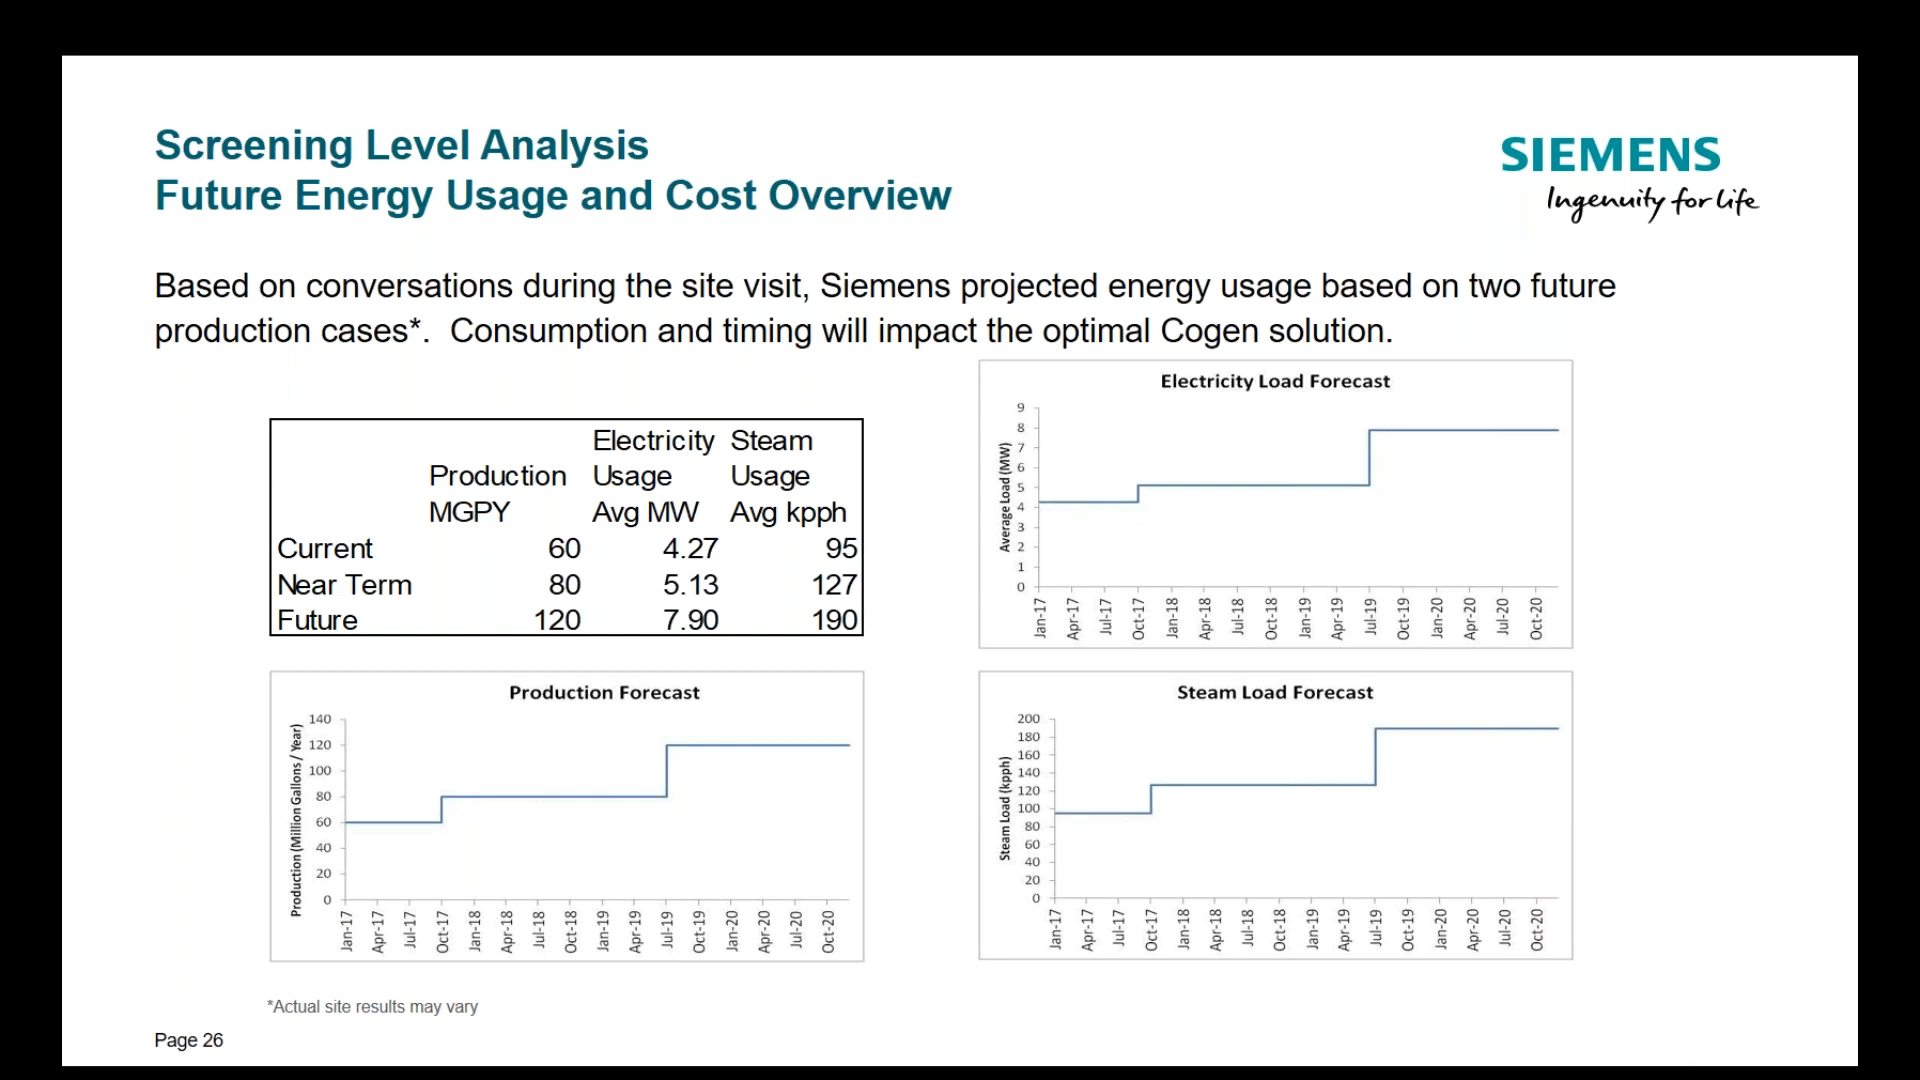 Screening Level Analysis
Future Energy Usage and Cost Overview
SIEMENS
Ingenuity for life
Based on conversations during the site visit, Siemens projected energy usage based on two future
production cases*.  Consumption and timing will impact the optimal Cogen solution.
Electricity Steam
Production Usage Usage
MGPY Avg MW Avg kpph
Current 60 4.27 95
Near Term 80 5.13 127
Future 120 7.90 190
Electricity Load Forecast
Average Load (MW)
9
8
7
6
5
4
3
2
1
0
Jan-17 Apr-17 Jul-17 Oct-17 Jan-18 Apr-18 Jul-18 Oct-18 Jan-19 Apr-19 Jul-19 Oct-19 Jan-20 Apr-20 Jul-20 Oct-20
Production Forecast
Production (Million Gallons / Year)
140
120
100
80
60
40
20
0
Jan-17 Apr-17 Jul-17 Oct-17 Jan-18 Apr-18 Jul-18 Oct-18 Jan-19 Apr-19 Jul-19 Oct-19 Jan-20 Apr-20 Jul-20 Oct-20
Steam Load Forecast
Steam Load (kpph)
200
180
160
140
120
100
80
60
40
20
0
Jan-17 Apr-17 Jul-17 Oct-17 Jan-18 Apr-18 Jul-18 Oct-18 Jan-19 Apr-19 Jul-19 Oct-19 Jan-20 Apr-20 Jul-20 Oct-20
*Actual site results may vary
Page 26